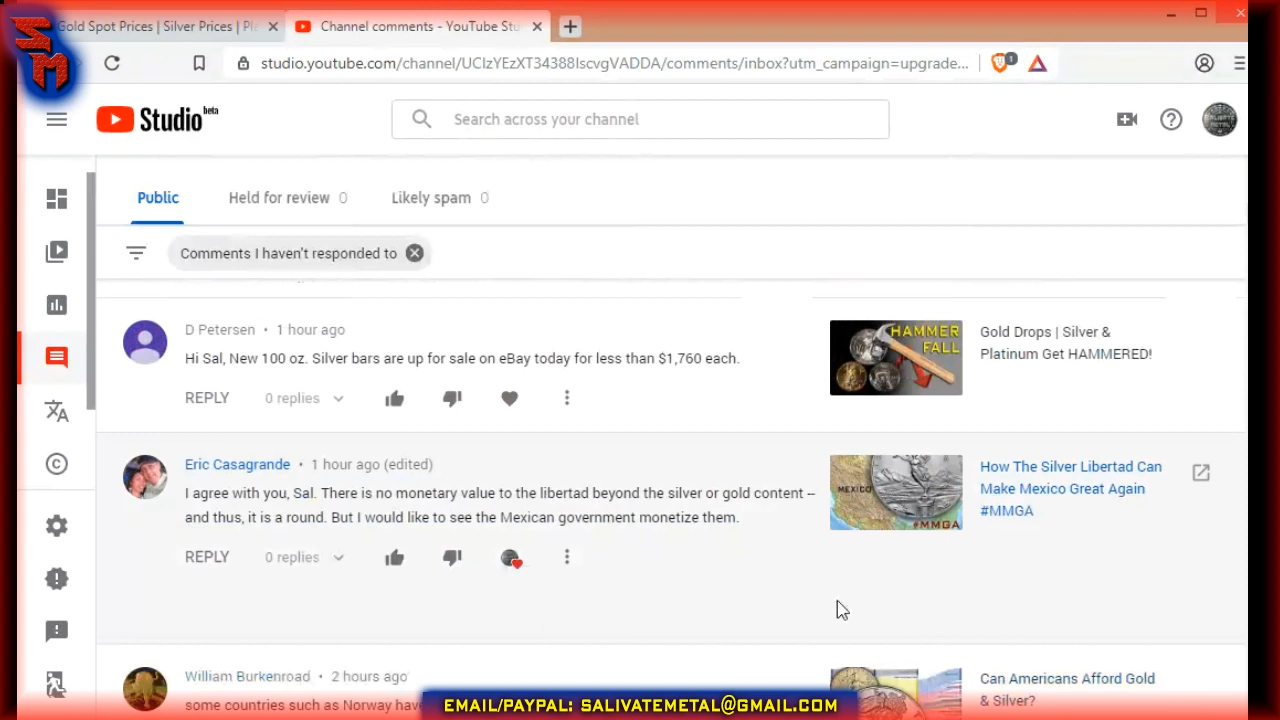 SM
Gold Spot Prices | Silver Prices | Pl
Channel comments - YouTube Stu
studio.youtube.com/channel/UCIzYEzXT34388IscvgVADDA/comments/inbox?utm_campaign=upgrade...
1
Studio beta
Search across your channel
SALIVATE METAL
Public
Held for review 0
Likely spam 0
Comments I haven't responded to
D Petersen • 1 hour ago
Hi Sal, New 100 oz. Silver bars are up for sale on eBay today for less than $1,760 each.
REPLY
0 replies
HAMMER
FALL
Gold Drops | Silver &
Platinum Get HAMMERED!
Eric Casagrande • 1 hour ago (edited)
I agree with you, Sal. There is no monetary value to the libertad beyond the silver or gold content --
and thus, it is a round. But I would like to see the Mexican government monetize them.
REPLY
0 replies
MEXICO
#MMGA
How The Silver Libertad Can
Make Mexico Great Again
#MMGA
William Burkenroad • 2 hours ago
some countries such as Norway hav
Can Americans Afford Gold
& Silver?
EMAIL/PAYPAL: SALIVATEMETAL@GMAIL.COM